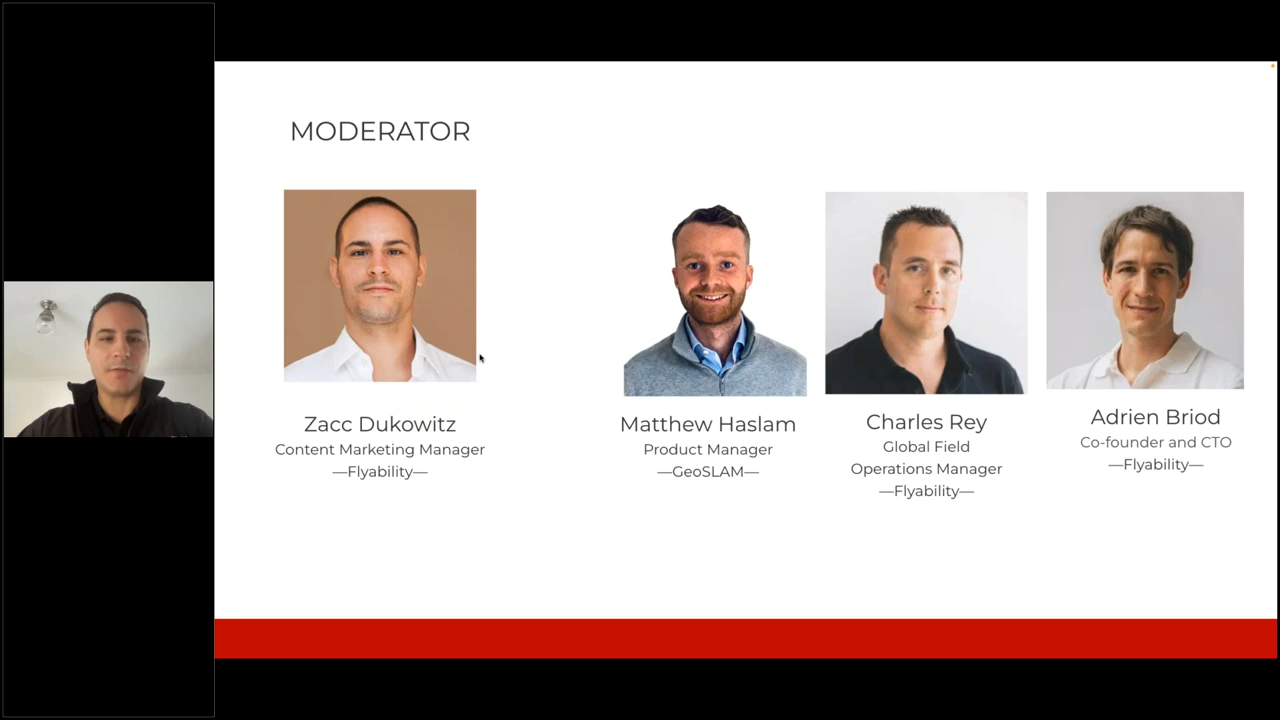 MODERATOR
Zacc Dukowitz
Content Marketing Manager
—Flyability—
Matthew Haslam
Product Manager
—GeoSLAM—
Charles Rey
Global Field
Operations Manager
—Flyability—
Adrien Briod
Co-founder and CTO
—Flyability—